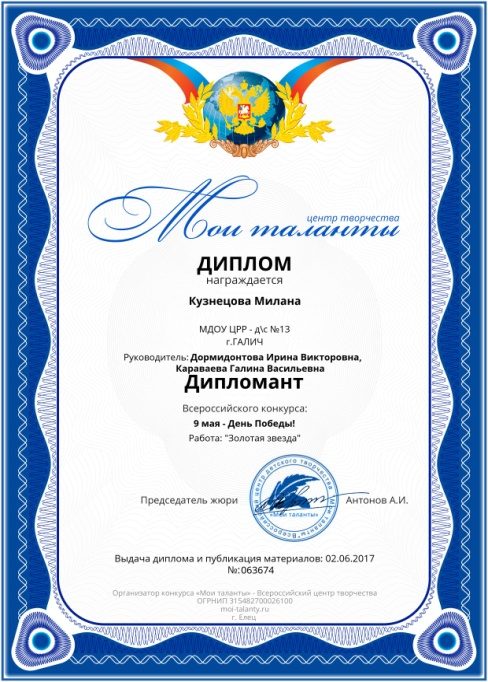 центр творчества
Мои таланты
ДИПЛОМ
награждается
Кузнецова Милана
МДОУ ЦРР - д\с №13
г.ГАЛИЧ
Руководитель: Дормидонтова Ирина Викторовна,
Караваева Галина Васильевна
Дипломант
Всероссийского конкурса:
9 мая - День Победы!
Работа: "Золотая звезда"
Председатель жюри
Антонов А.И.
«Мои таланты»
Выдача диплома и публикация материалов: 02.06.2017
№:063674
Организатор конкурса «Мои таланты» - Всероссийский центр творчества
ОГРНИП 315482700026100
moi-talanty.ru
г. Елец